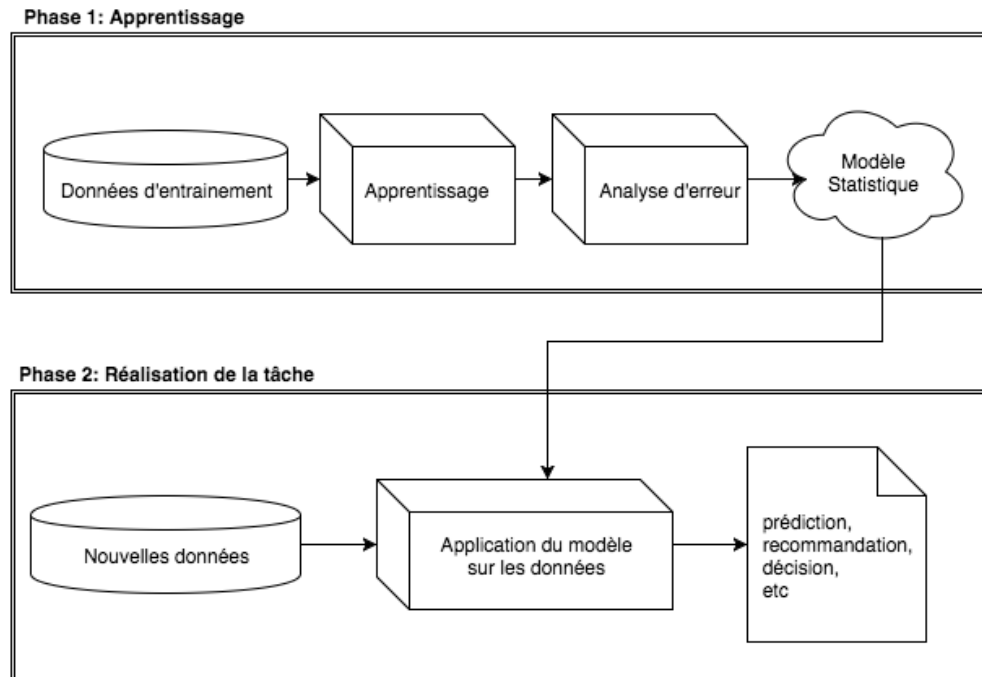 Phase 1: Apprentissage
Données d'entrainement
Apprentissage
Analyse d'erreur
Modèle
Statistique
Phase 2: Réalisation de la tâche
Nouvelles données
Application du modèle
sur les données
prédiction,
recommandation,
décision,
etc